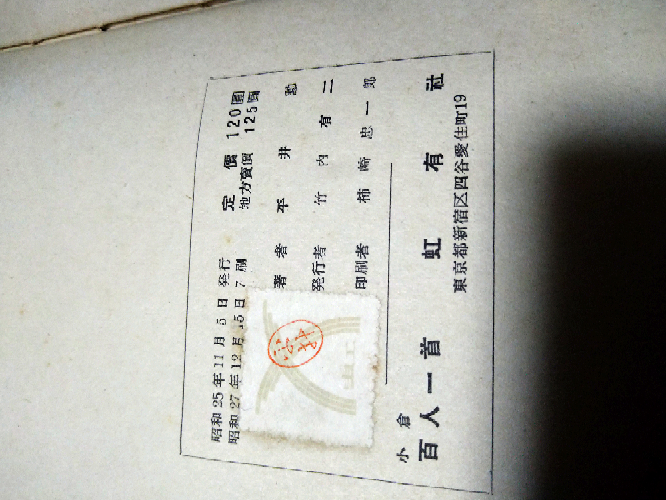 昭和25年11月5日 発行
昭和27年12月15日 7刷
定價 120圓
地方賣價 125圓
著者 平井 勤
発行者 竹内有二
印刷者 柿崎忠一郎
小倉
百人一首 虹有社
東京都新宿区四谷愛住町19